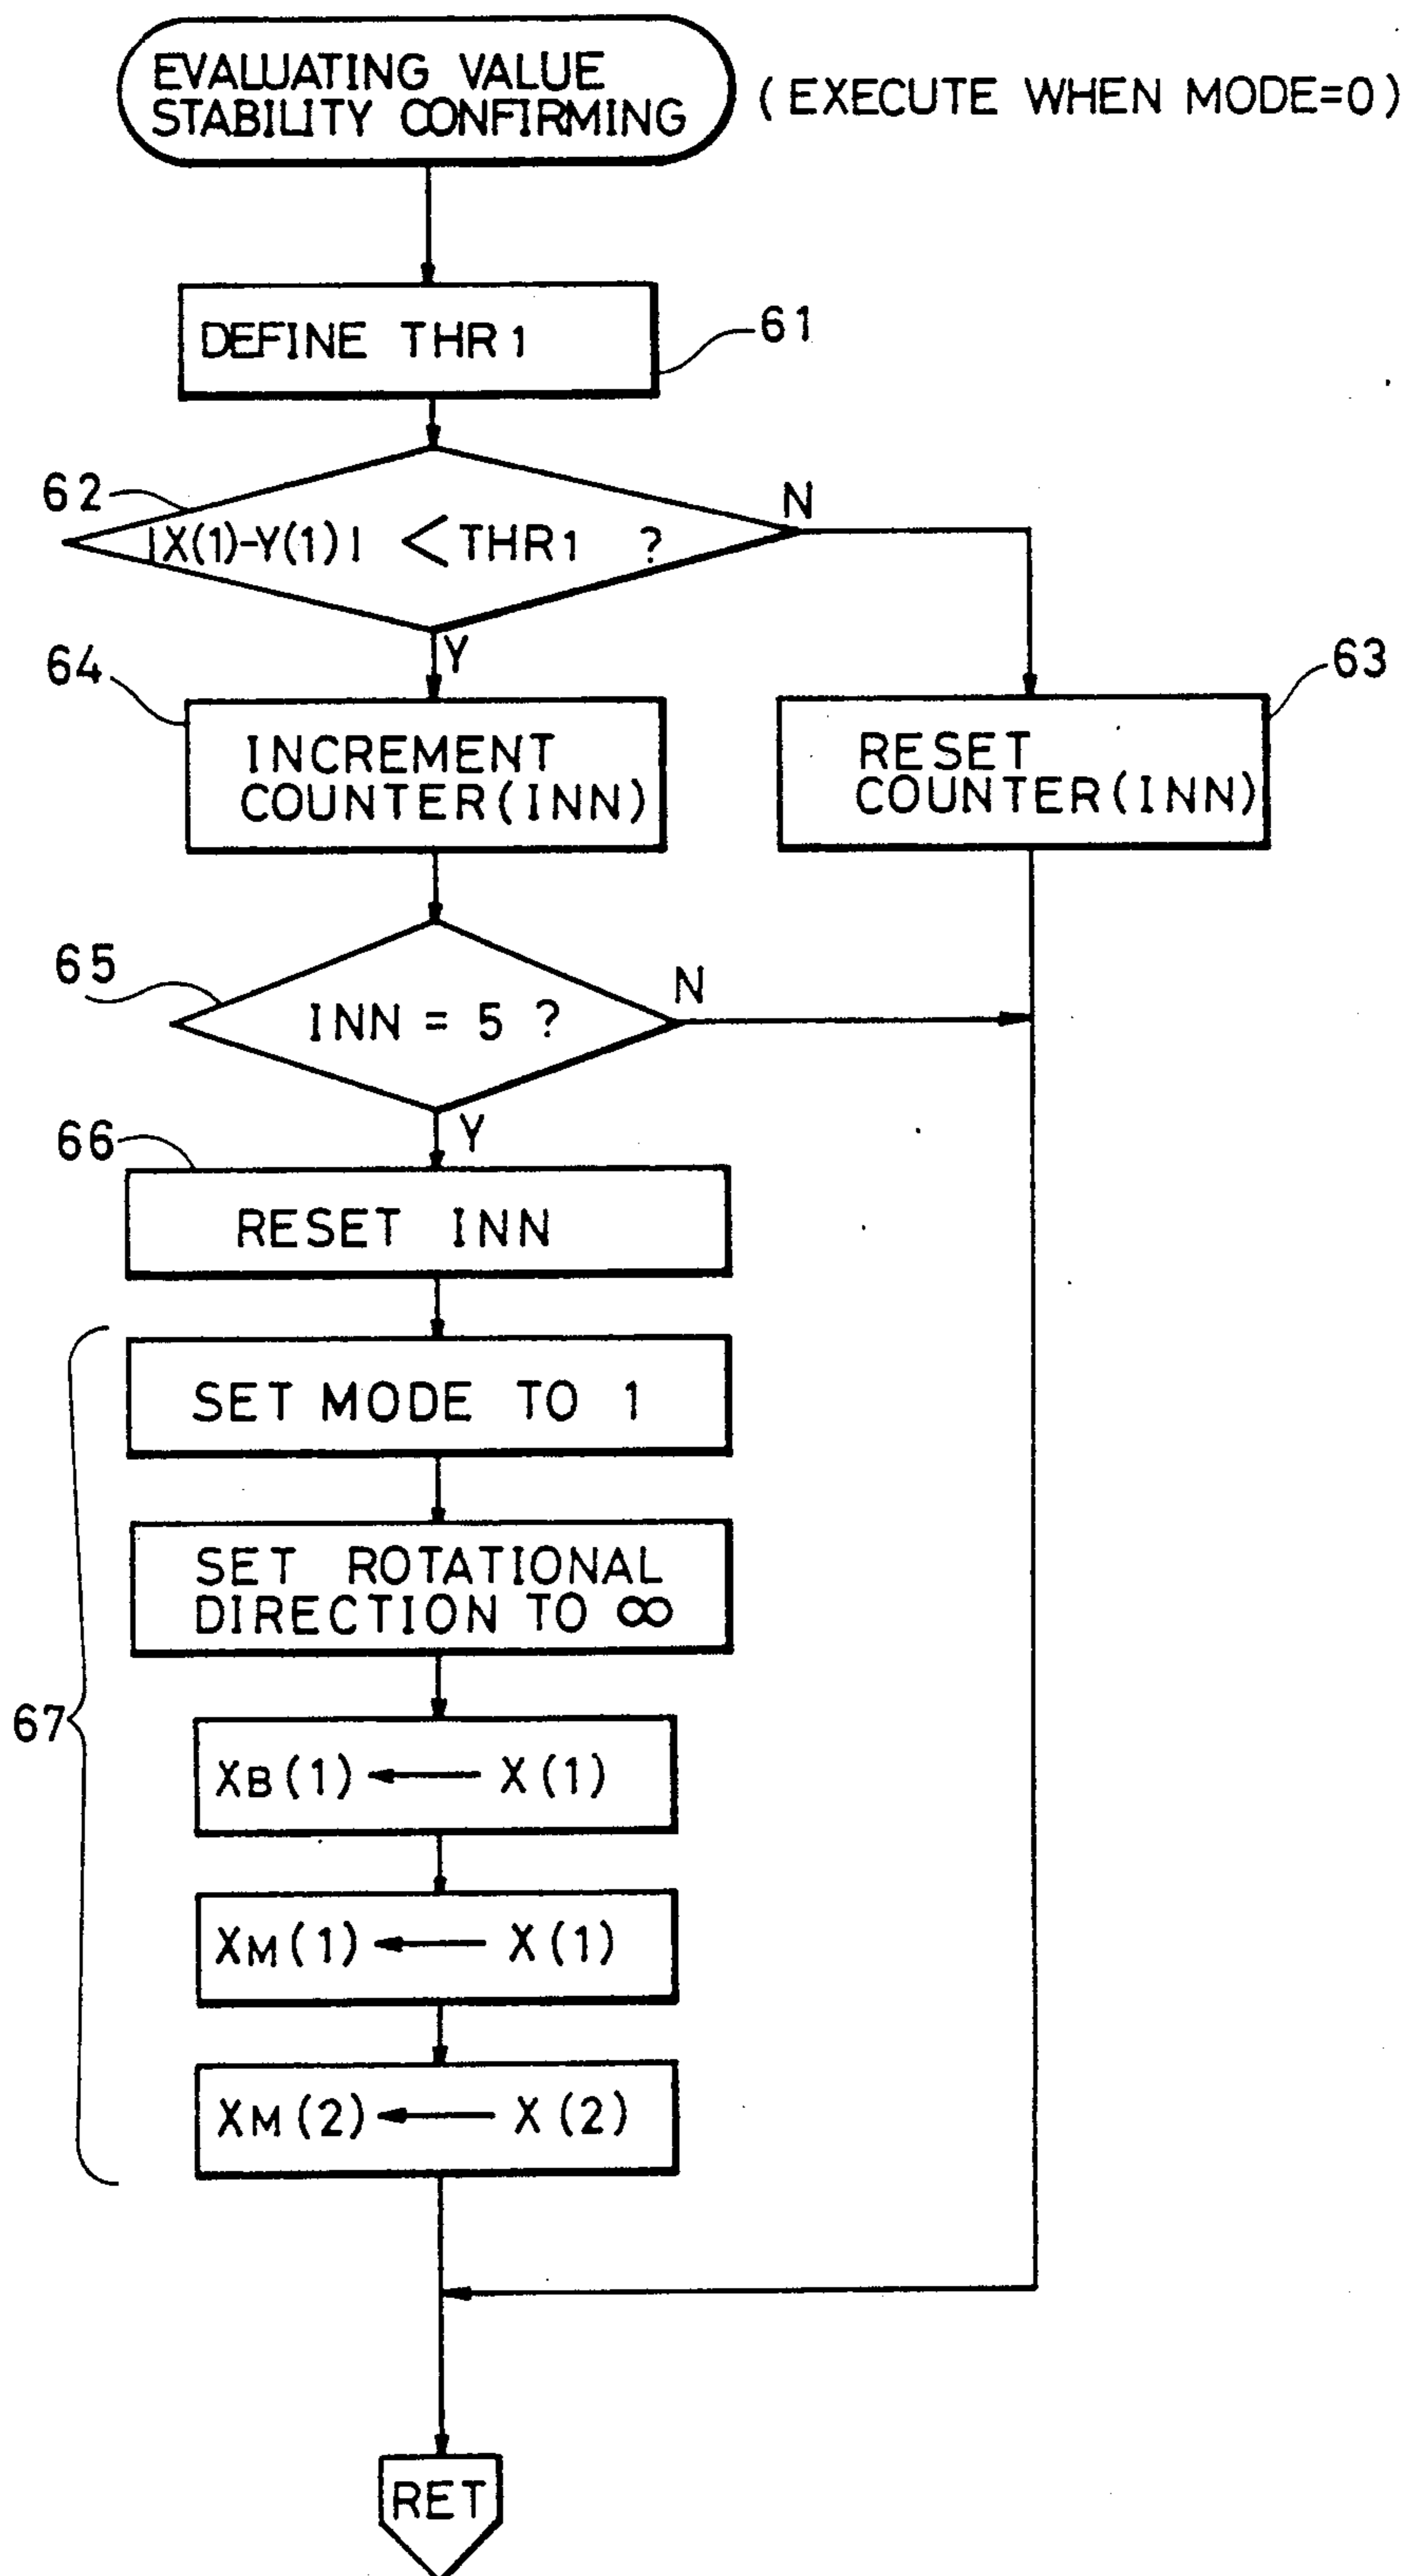 EVALUATING VALUE
STABILITY CONFIRMING
(EXECUTE WHEN MODE=0)
DEFINE THR1
61
62
|X(1)-Y(1)| < THR1 ?
N
Y
64
INCREMENT
COUNTER(INN)
63
RESET
COUNTER(INN)
65
INN = 5 ?
N
Y
66
RESET INN
67
SET MODE TO 1
SET ROTATIONAL
DIRECTION TO ∞
XB(1) ← X(1)
XM(1) ← X(1)
XM(2) ← X(2)
RET